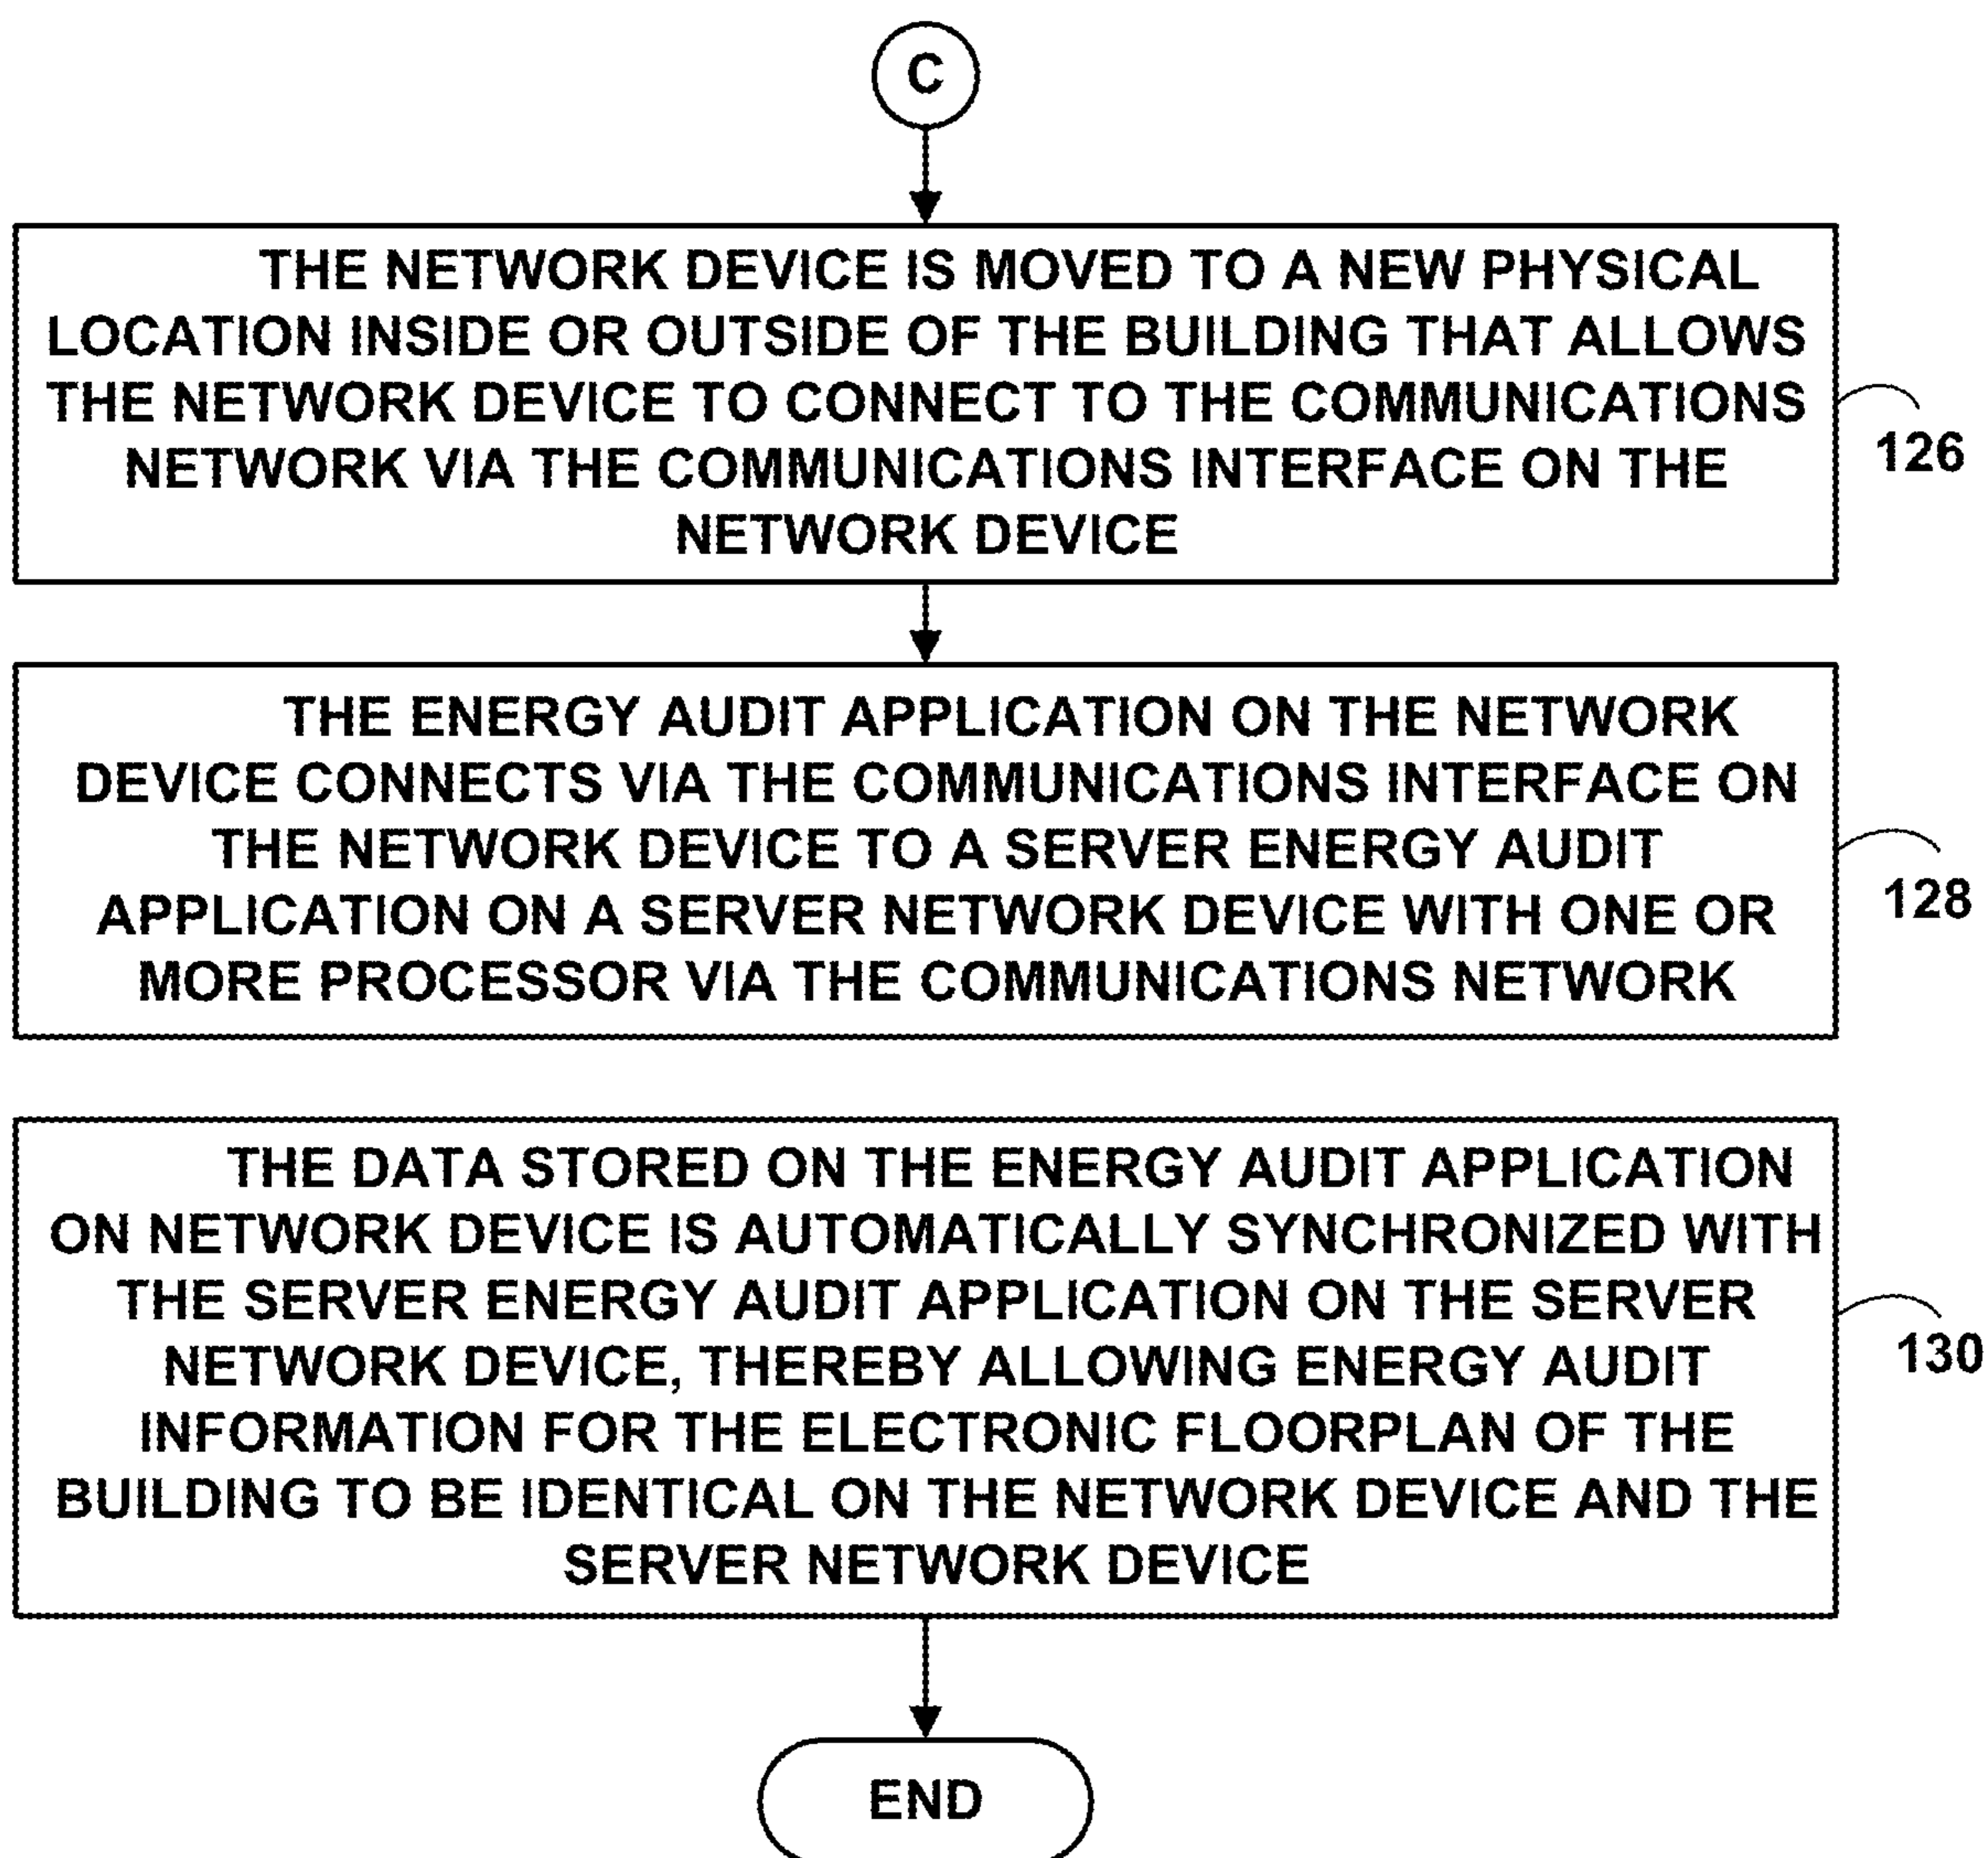 C
THE NETWORK DEVICE IS MOVED TO A NEW PHYSICAL
LOCATION INSIDE OR OUTSIDE OF THE BUILDING THAT ALLOWS
THE NETWORK DEVICE TO CONNECT TO THE COMMUNICATIONS
NETWORK VIA THE COMMUNICATIONS INTERFACE ON THE
NETWORK DEVICE
126
THE ENERGY AUDIT APPLICATION ON THE NETWORK
DEVICE CONNECTS VIA THE COMMUNICATIONS INTERFACE ON
THE NETWORK DEVICE TO A SERVER ENERGY AUDIT
APPLICATION ON A SERVER NETWORK DEVICE WITH ONE OR
MORE PROCESSOR VIA THE COMMUNICATIONS NETWORK
128
THE DATA STORED ON THE ENERGY AUDIT APPLICATION
ON NETWORK DEVICE IS AUTOMATICALLY SYNCHRONIZED WITH
THE SERVER ENERGY AUDIT APPLICATION ON THE SERVER
NETWORK DEVICE, THEREBY ALLOWING ENERGY AUDIT
INFORMATION FOR THE ELECTRONIC FLOORPLAN OF THE
BUILDING TO BE IDENTICAL ON THE NETWORK DEVICE AND THE
SERVER NETWORK DEVICE
130
END